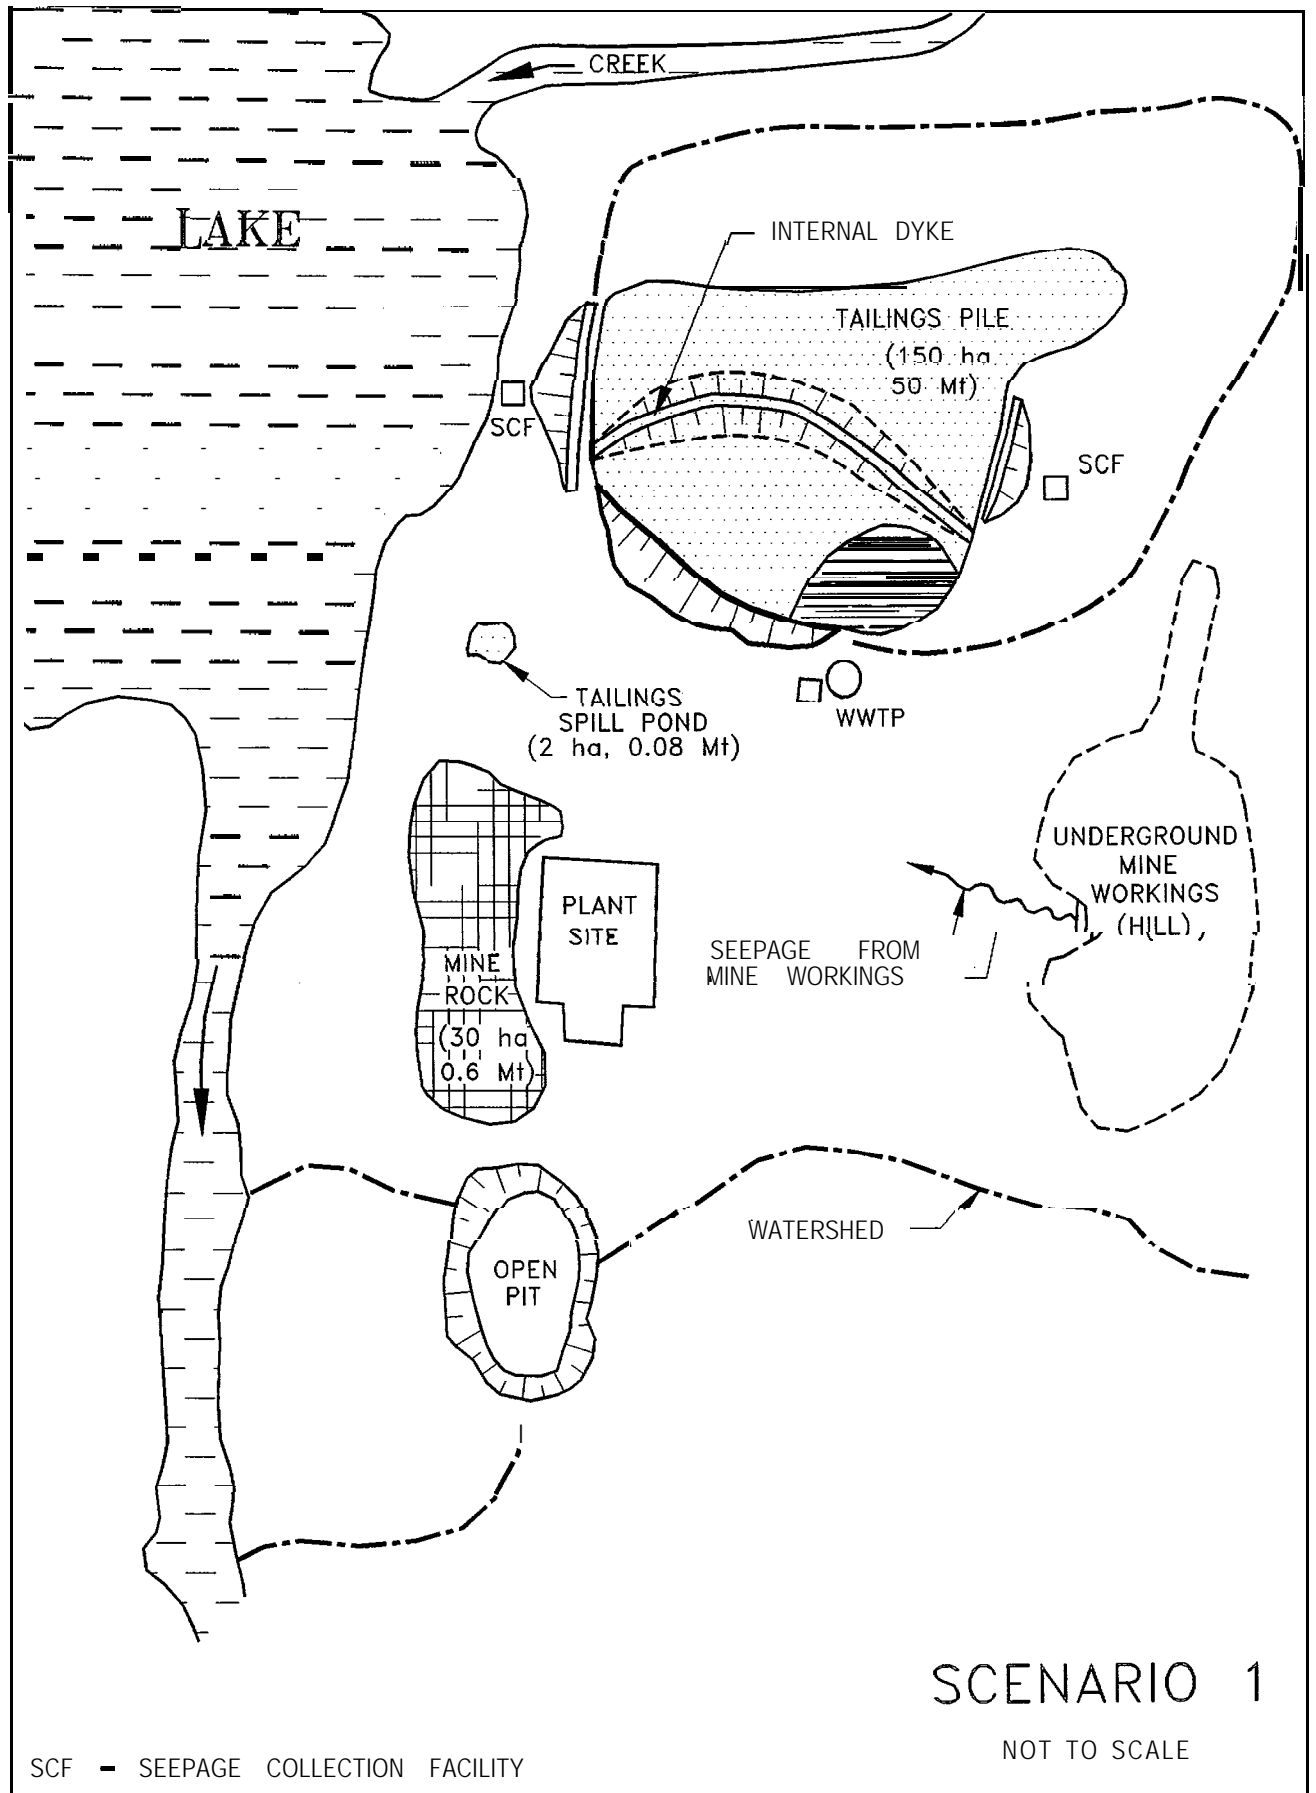 CREEK
LAKE
INTERNAL DYKE
TAILINGS PILE
(150 ha
50 Mt)
SCF
SCF
TAILINGS
SPILL POND
(2 ha, 0.08 Mt)
WWTP
UNDERGROUND
MINE
WORKINGS
(HILL)
PLANT
SITE
SEEPAGE FROM
MINE WORKINGS
MINE
ROCK
(30 ha
0.6 Mt)
WATERSHED
OPEN
PIT
SCENARIO 1
NOT TO SCALE
SCF - SEEPAGE COLLECTION FACILITY